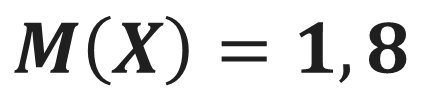 M(X) = 1,8